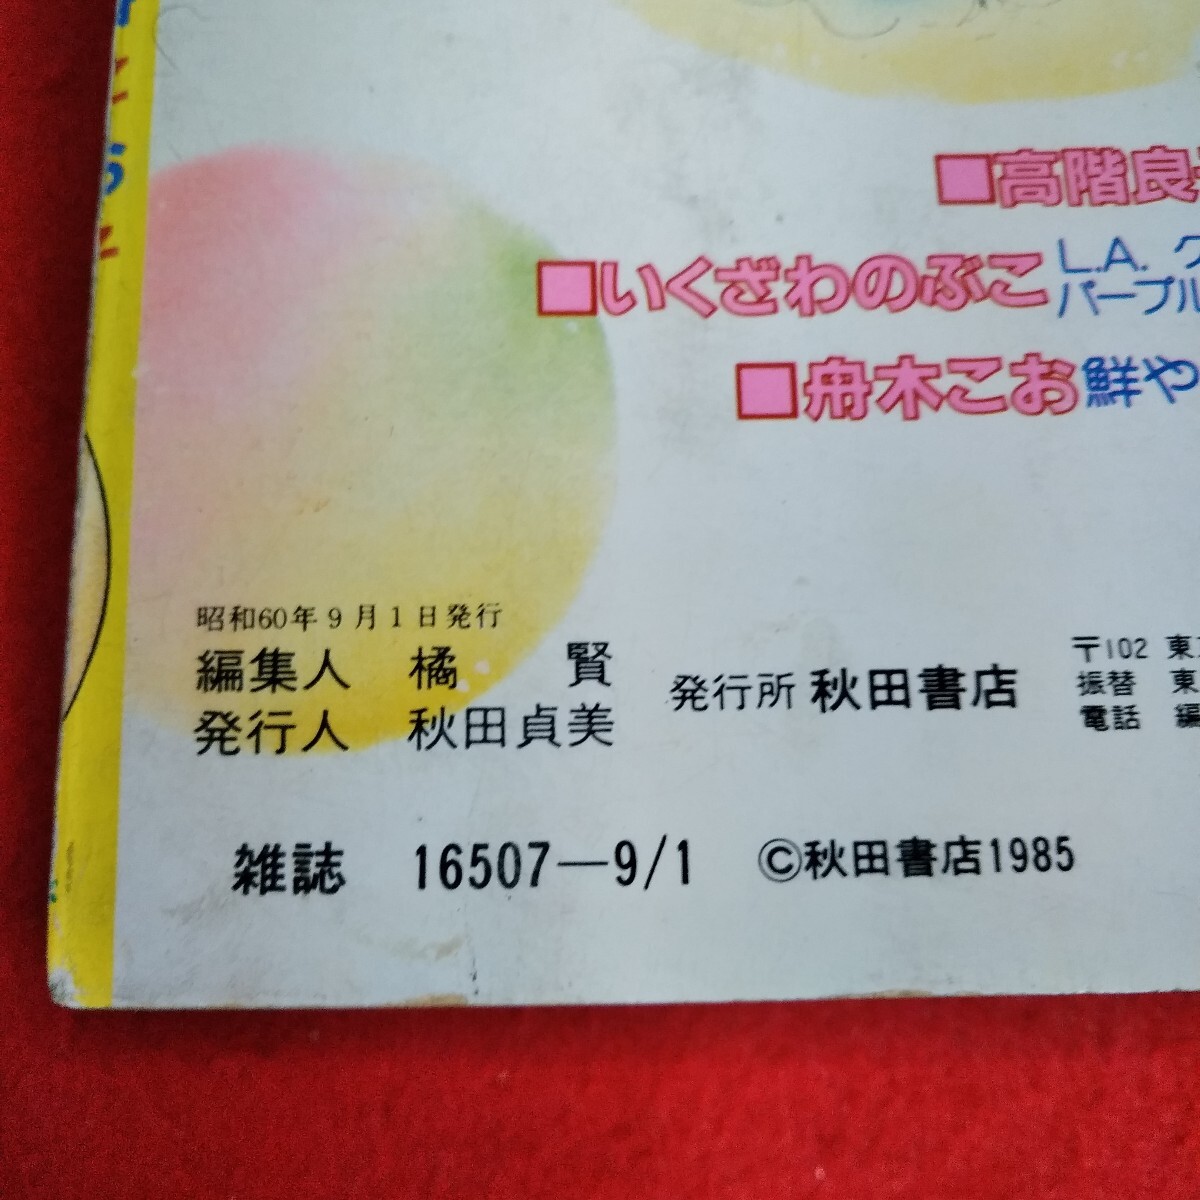 ■高階良
■いくざわのぶこ L.A.
パープル
■舟木こお 鮮や
昭和60年9月1日発行
編集人 橘 賢
発行人 秋田貞美
発行所 秋田書店
〒102 東
振替 東
電話 編
雑誌 16507-9/1 ©秋田書店1985